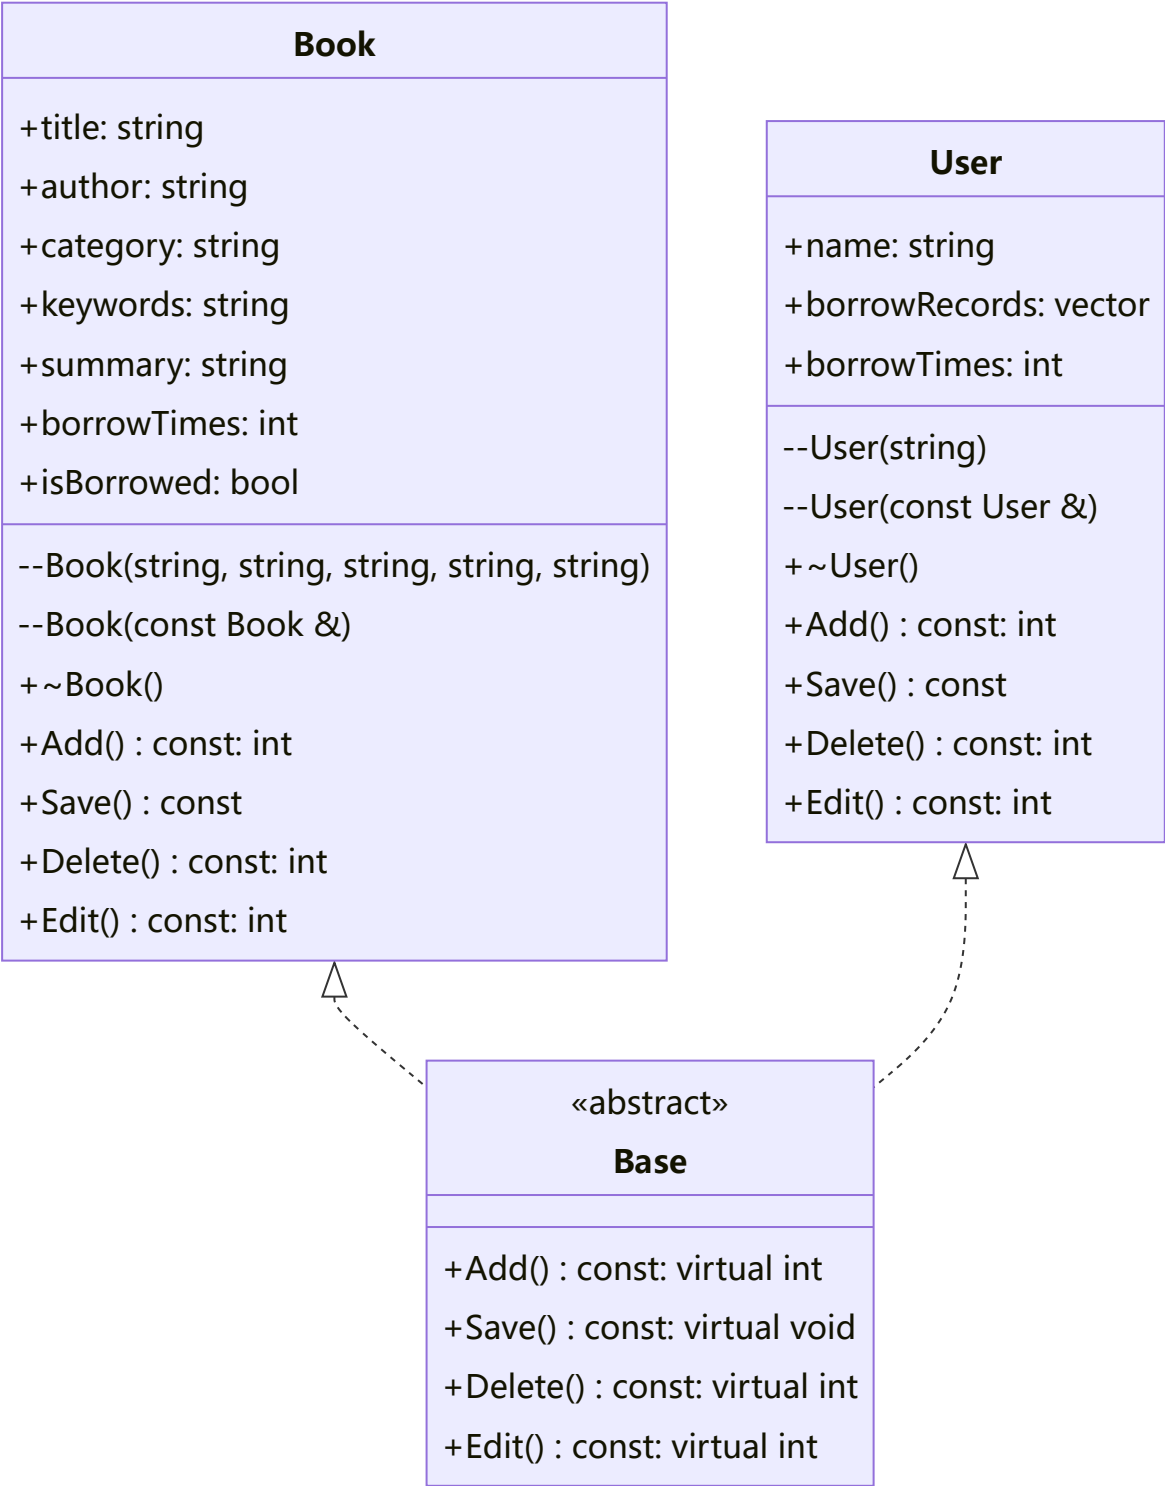 Book
+title: string
+author: string
+category: string
+keywords: string
+summary: string
+borrowTimes: int
+isBorrowed: bool
--Book(string, string, string, string, string)
--Book(const Book &)
+~Book()
+Add() : const: int
+Save() : const
+Delete() : const: int
+Edit() : const: int
User
+name: string
+borrowRecords: vector
+borrowTimes: int
--User(string)
--User(const User &)
+~User()
+Add() : const: int
+Save() : const
+Delete() : const: int
+Edit() : const: int
«abstract»
Base
+Add() : const: virtual int
+Save() : const: virtual void
+Delete() : const: virtual int
+Edit() : const: virtual int